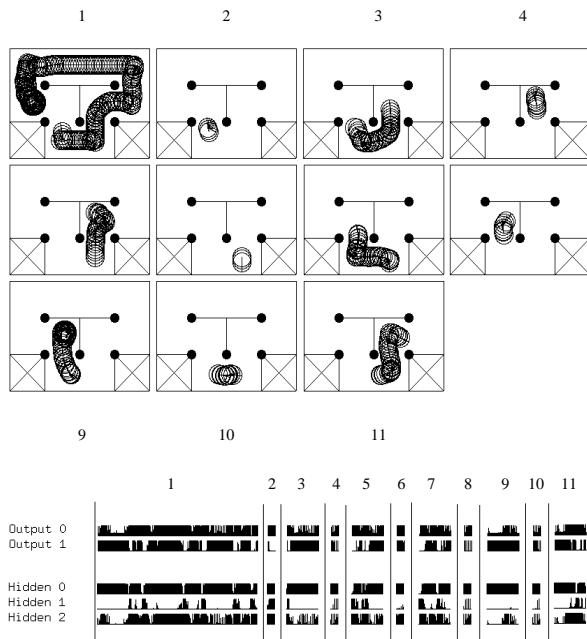 1 2 3 4
9 10 11
1 2 3 4 5 6 7 8 9 10 11
Output 0
Output 1
Hidden 0
Hidden 1
Hidden 2